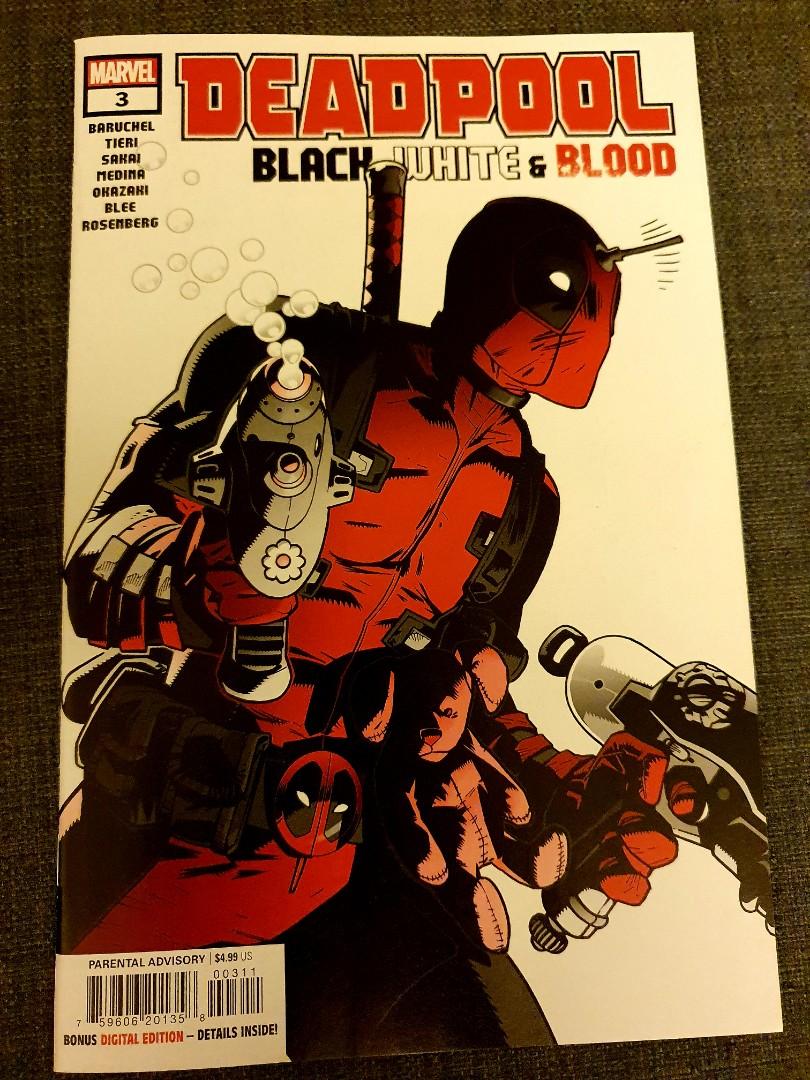 MARVEL
3
BARUCHEL
TIERI
SAKAI
MEDINA
OKAZAKI
BLEE
ROSENBERG
DEADPOOL
BLACK, WHITE & BLOOD
PARENTAL ADVISORY | $4.99 US
00311
7 59606 20135 8
BONUS DIGITAL EDITION – DETAILS INSIDE!